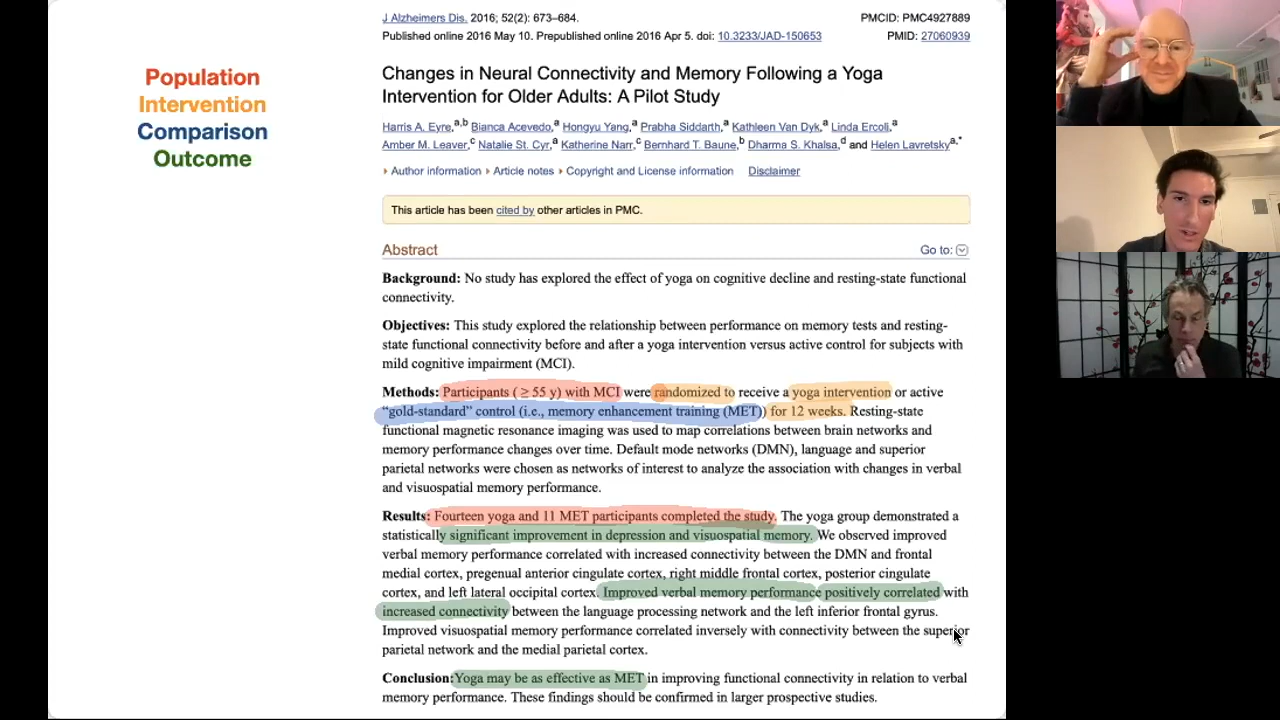 Population
Intervention
Comparison
Outcome
J Alzheimers Dis. 2016; 52(2): 673–684.
PMCID: PMC4927889
Published online 2016 May 10. Prepublished online 2016 Apr 5. doi: 10.3233/JAD-150653
PMID: 27060939
Changes in Neural Connectivity and Memory Following a Yoga
Intervention for Older Adults: A Pilot Study
Harris A. Eyre,a,b Bianca Acevedo,a Hongyu Yang,a Prabha Siddarth,a Kathleen Van Dyk,a Linda Ercoli,a
Amber M. Leaver,c Natalie St. Cyr,a Katherine Narr,c Bernhard T. Baune,b Dharma S. Khalsa,d and Helen Lavretskya,*
Author information Article notes Copyright and License information Disclaimer
This article has been cited by other articles in PMC.
Abstract
Go to:
Background: No study has explored the effect of yoga on cognitive decline and resting-state functional
connectivity.
Objectives: This study explored the relationship between performance on memory tests and resting-
state functional connectivity before and after a yoga intervention versus active control for subjects with
mild cognitive impairment (MCI).
Methods: Participants ( ≥ 55 y) with MCI were randomized to receive a yoga intervention or active
“gold-standard” control (i.e., memory enhancement training (MET)) for 12 weeks. Resting-state
functional magnetic resonance imaging was used to map correlations between brain networks and
memory performance changes over time. Default mode networks (DMN), language and superior
parietal networks were chosen as networks of interest to analyze the association with changes in verbal
and visuospatial memory performance.
Results: Fourteen yoga and 11 MET participants completed the study. The yoga group demonstrated a
statistically significant improvement in depression and visuospatial memory. We observed improved
verbal memory performance correlated with increased connectivity between the DMN and frontal
medial cortex, pregenual anterior cingulate cortex, right middle frontal cortex, posterior cingulate
cortex, and left lateral occipital cortex. Improved verbal memory performance positively correlated with
increased connectivity between the language processing network and the left inferior frontal gyrus.
Improved visuospatial memory performance correlated inversely with connectivity between the superior
parietal network and the medial parietal cortex.
Conclusion:Yoga may be as effective as MET in improving functional connectivity in relation to verbal
memory performance. These findings should be confirmed in larger prospective studies.